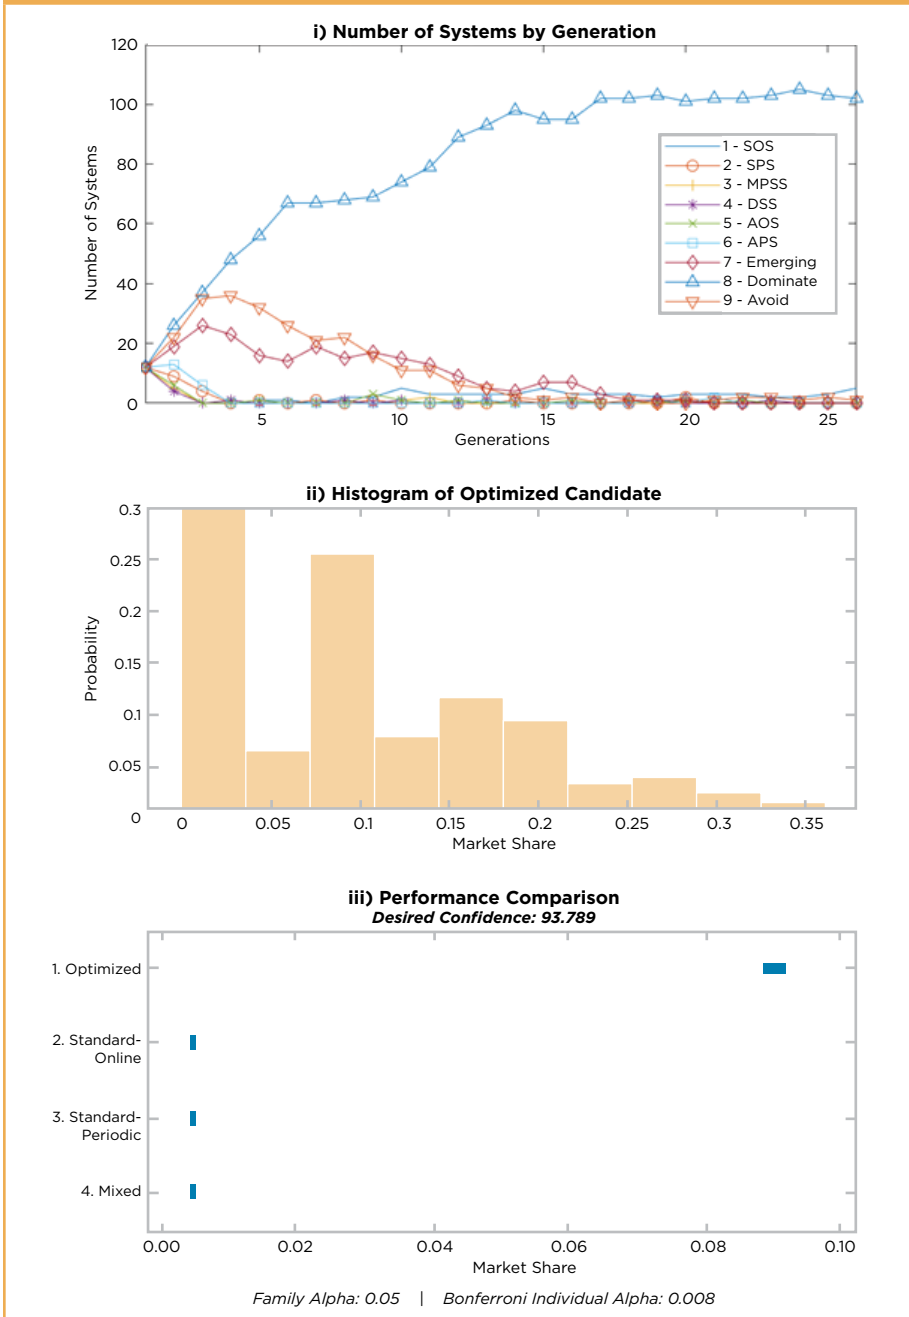 i) Number of Systems by Generation
120
100
80
60
40
20
0
Number of Systems
1 - SOS
2 - SPS
3 - MPSS
4 - DSS
5 - AOS
6 - APS
7 - Emerging
8 - Dominate
9 - Avoid
5 10 15 20 25
Generations
ii) Histogram of Optimized Candidate
0.3
0.25
0.2
0.15
0.1
0.05
0
Probability
0 0.05 0.1 0.15 0.2 0.25 0.3 0.35
Market Share
iii) Performance Comparison
Desired Confidence: 93.789
1. Optimized
2. Standard-
Online
3. Standard-
Periodic
4. Mixed
0.00 0.02 0.04 0.06 0.08 0.10
Market Share
Family Alpha: 0.05 | Bonferroni Individual Alpha: 0.008